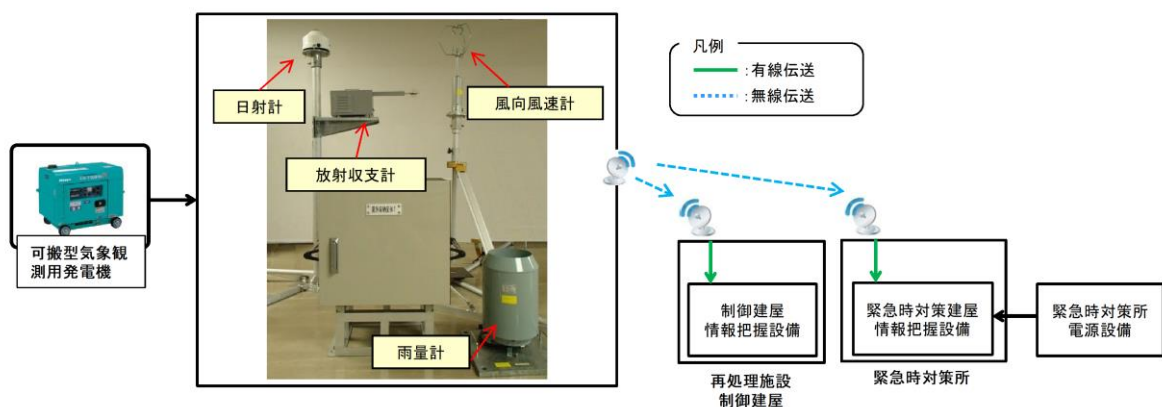 凡例
:有線伝送
:無線伝送
日射計
風向風速計
放射収支計
雨量計
可搬型気象観
測用発電機
制御建屋
情報把握設備
緊急時対策建屋
情報把握設備
緊急時対策所
電源設備
再処理施設
制御建屋
緊急時対策所